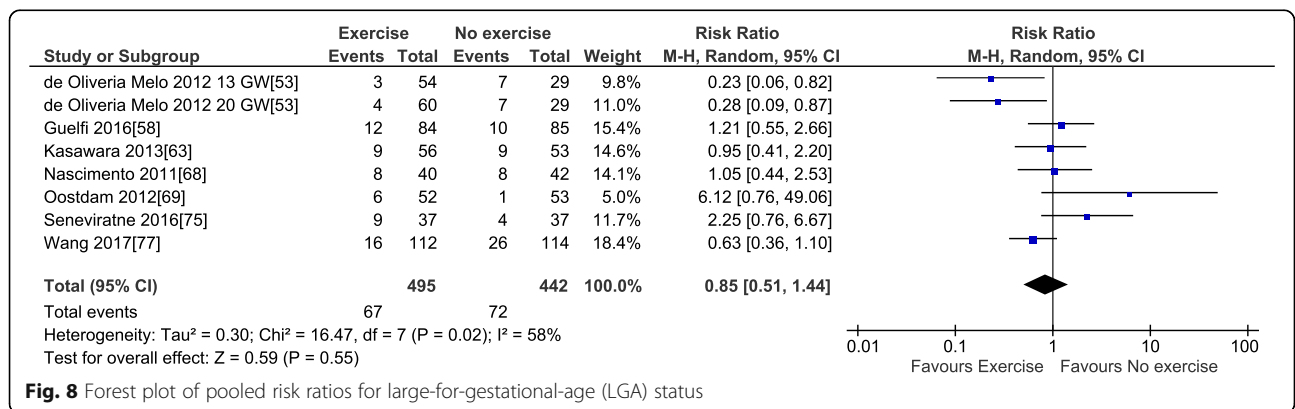 Exercise No exercise Risk Ratio Risk Ratio
Study or Subgroup Events Total Events Total Weight M-H, Random, 95% CI M-H, Random, 95% CI
de Oliveria Melo 2012 13 GW[53] 3 54 7 29 9.8% 0.23 [0.06, 0.82]
de Oliveria Melo 2012 20 GW[53] 4 60 7 29 11.0% 0.28 [0.09, 0.87]
Guelfi 2016[58] 12 84 10 85 15.4% 1.21 [0.55, 2.66]
Kasawara 2013[63] 9 56 9 53 14.6% 0.95 [0.41, 2.20]
Nascimento 2011[68] 8 40 8 42 14.1% 1.05 [0.44, 2.53]
Oostdam 2012[69] 6 52 1 53 5.0% 6.12 [0.76, 49.06]
Seneviratne 2016[75] 9 37 4 37 11.7% 2.25 [0.76, 6.67]
Wang 2017[77] 16 112 26 114 18.4% 0.63 [0.36, 1.10]
Total (95% CI) 495 442 100.0% 0.85 [0.51, 1.44]
Total events 67 72
Heterogeneity: Tau² = 0.30; Chi² = 16.47, df = 7 (P = 0.02); I² = 58%
Test for overall effect: Z = 0.59 (P = 0.55)
0.01 0.1 1 10 100
Favours Exercise Favours No exercise
Fig. 8 Forest plot of pooled risk ratios for large-for-gestational-age (LGA) status